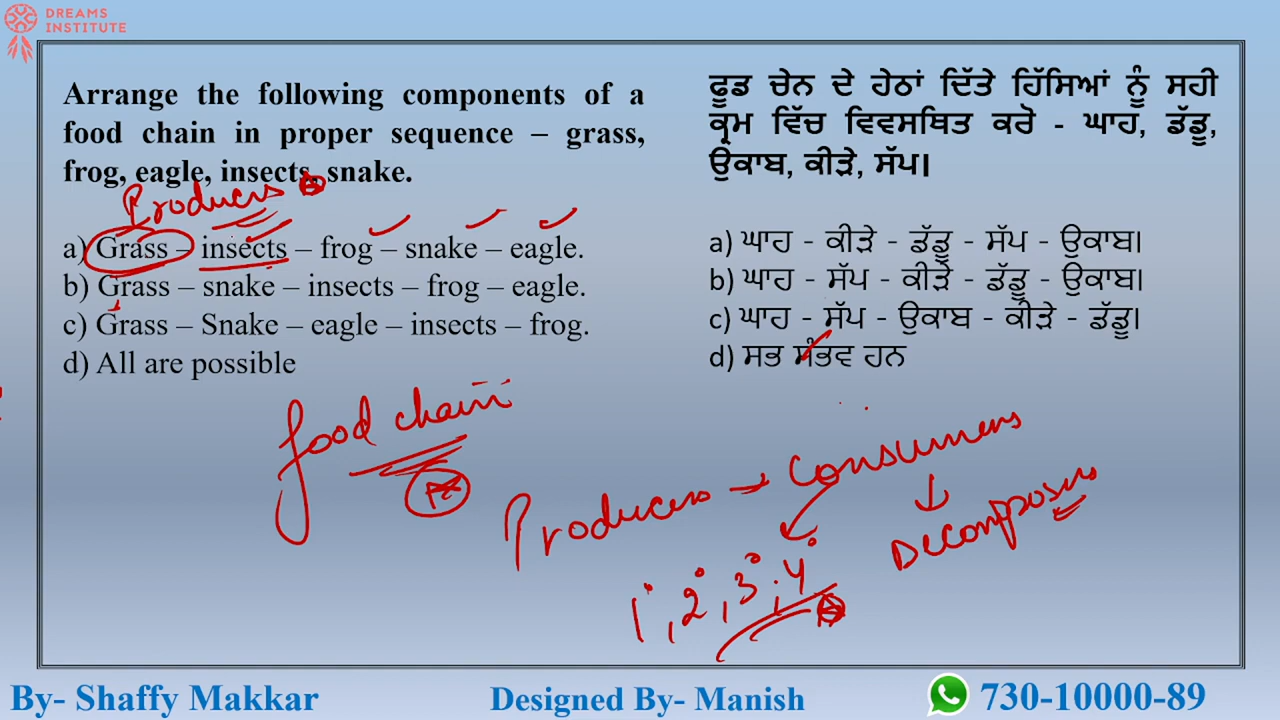 DREAMS
INSTITUTE
Arrange the following components of a
food chain in proper sequence – grass,
frog, eagle, insects, snake.
Producers
a) Grass – insects – frog – snake – eagle.
b) Grass – snake – insects – frog – eagle.
c) Grass – Snake – eagle – insects – frog.
d) All are possible
ਫੂਡ ਚੇਨ ਦੇ ਹੇਠਾਂ ਦਿੱਤੇ ਹਿੱਸਿਆਂ ਨੂੰ ਸਹੀ
ਕ੍ਰਮ ਵਿੱਚ ਵਿਵਸਥਿਤ ਕਰੋ - ਘਾਹ, ਡੱਡੂ,
ਉਕਾਬ, ਕੀੜੇ, ਸੱਪ।
a) ਘਾਹ - ਕੀੜੇ - ਡੱਡੂ - ਸੱਪ - ਉਕਾਬ।
b) ਘਾਹ - ਸੱਪ - ਕੀੜੇ - ਡੱਡੂ - ਉਕਾਬ।
c) ਘਾਹ - ਸੱਪ - ਉਕਾਬ - ਕੀੜੇ - ਡੱਡੂ।
d) ਸਭ ਸੰਭਵ ਹਨ
food chain
Producers → Consumers
↓
Decomposers
1°, 2°, 3°, 4°
By- Shaffy Makkar
Designed By- Manish
730-10000-89